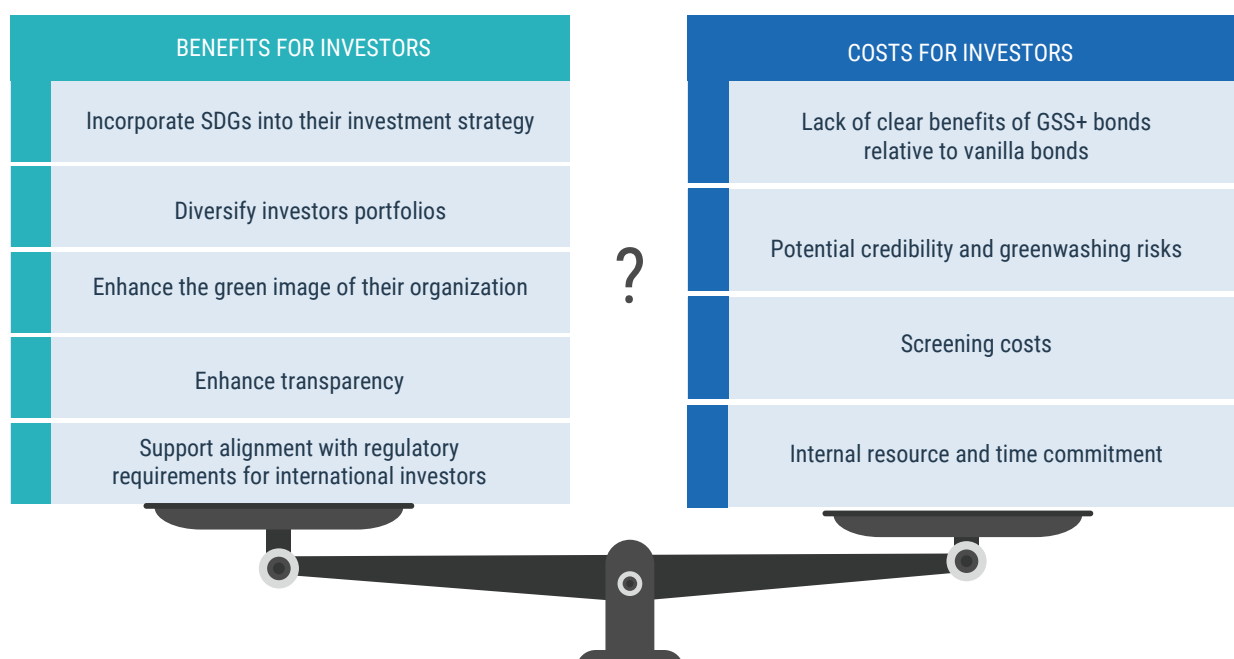 BENEFITS FOR INVESTORS
Incorporate SDGs into their investment strategy
Diversify investors portfolios
Enhance the green image of their organization
Enhance transparency
Support alignment with regulatory
requirements for international investors
?
COSTS FOR INVESTORS
Lack of clear benefits of GSS+ bonds
relative to vanilla bonds
Potential credibility and greenwashing risks
Screening costs
Internal resource and time commitment